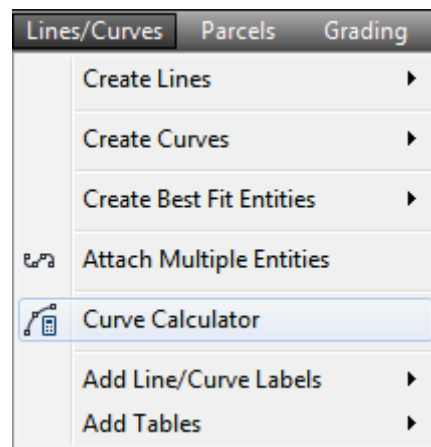 Lines/Curves Parcels Grading
Create Lines
Create Curves
Create Best Fit Entities
Attach Multiple Entities
Curve Calculator
Add Line/Curve Labels
Add Tables